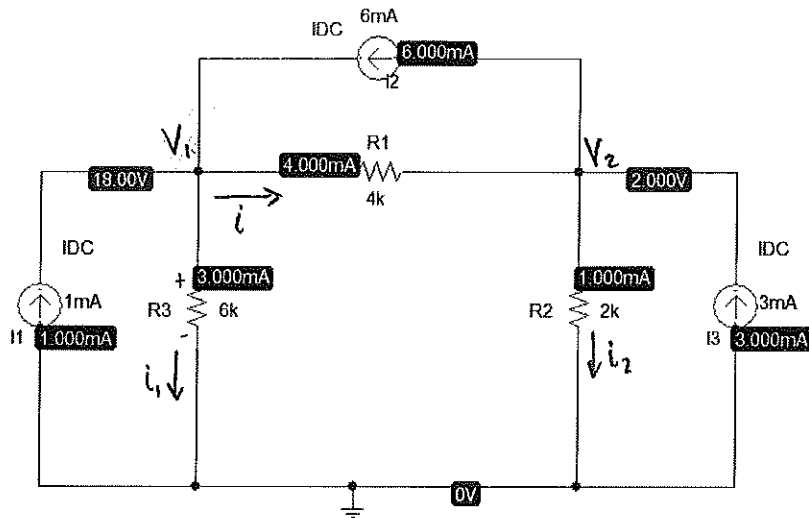 6mA
IDC
6.000mA
I2
V₁
R1
V₂
18.00V
4.000mA
2.000V
i
4k
IDC
IDC
+
3.000mA
1.000mA
1mA
R3
6k
R2
2k
3mA
I1
1.000mA
-
I3
3.000mA
i₁
i₂
0V